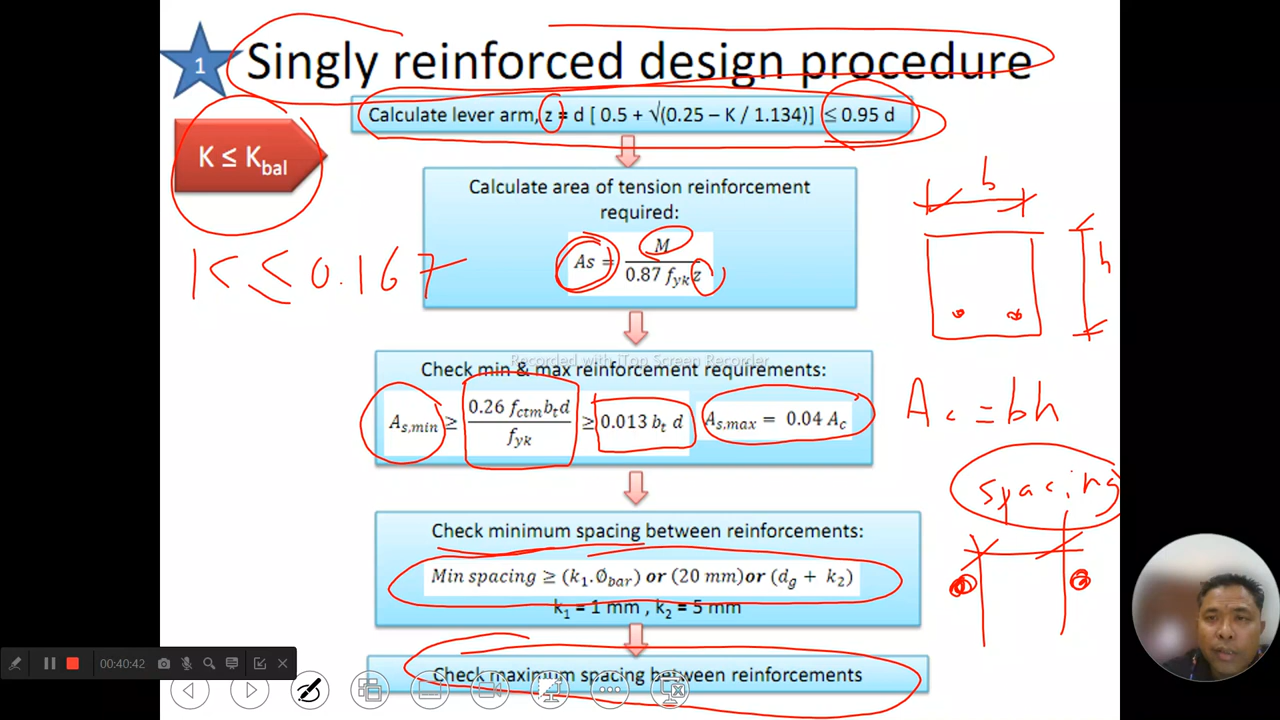 1
Singly reinforced design procedure
Calculate lever arm, z = d [ 0.5 + √(0.25 – K / 1.134)] ≤ 0.95 d
K ≤ Kbal
K ≤ 0.167
Calculate area of tension reinforcement
required:
As = M / 0.87 fyk z
b
h
Recorded with iTop Screen Recorder
Check min & max reinforcement requirements:
As,min ≥ 0.26 fctm bt d / fyk ≥ 0.013 bt d As.max = 0.04 Ac
Ac = bh
spacing
Check minimum spacing between reinforcements:
Min spacing ≥ (k1.Øbar) or (20 mm)or (dg + k2)
k1 = 1 mm , k2 = 5 mm
Check maximum spacing between reinforcements
00:40:42